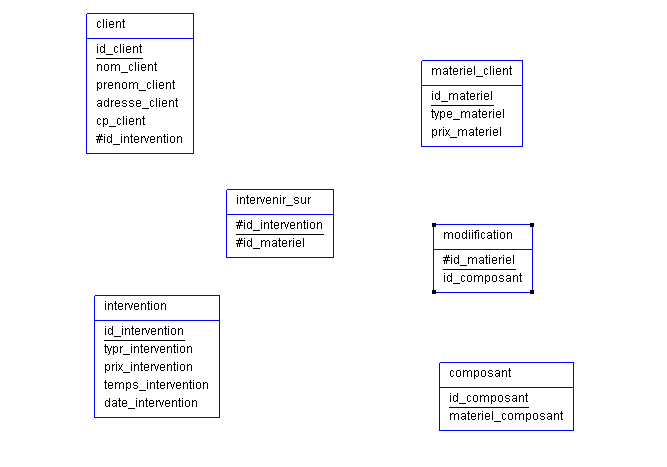 client
id_client
nom_client
prenom_client
adresse_client
cp_client
#id_intervention
materiel_client
id_materiel
type_materiel
prix_materiel
intervenir_sur
#id_intervention
#id_materiel
modiification
#id_matieriel
id_composant
intervention
id_intervention
typr_intervention
prix_intervention
temps_intervention
date_intervention
composant
id_composant
materiel_composant